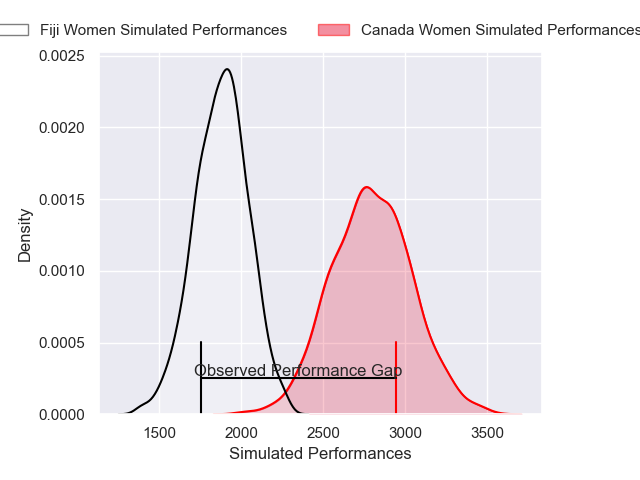 Fiji Women Simulated Performances
Canada Women Simulated Performances
0.0025
0.0020
0.0015
0.0010
0.0005
0.0000
Density
Observed Performance Gap
1500 2000 2500 3000 3500
Simulated Performances